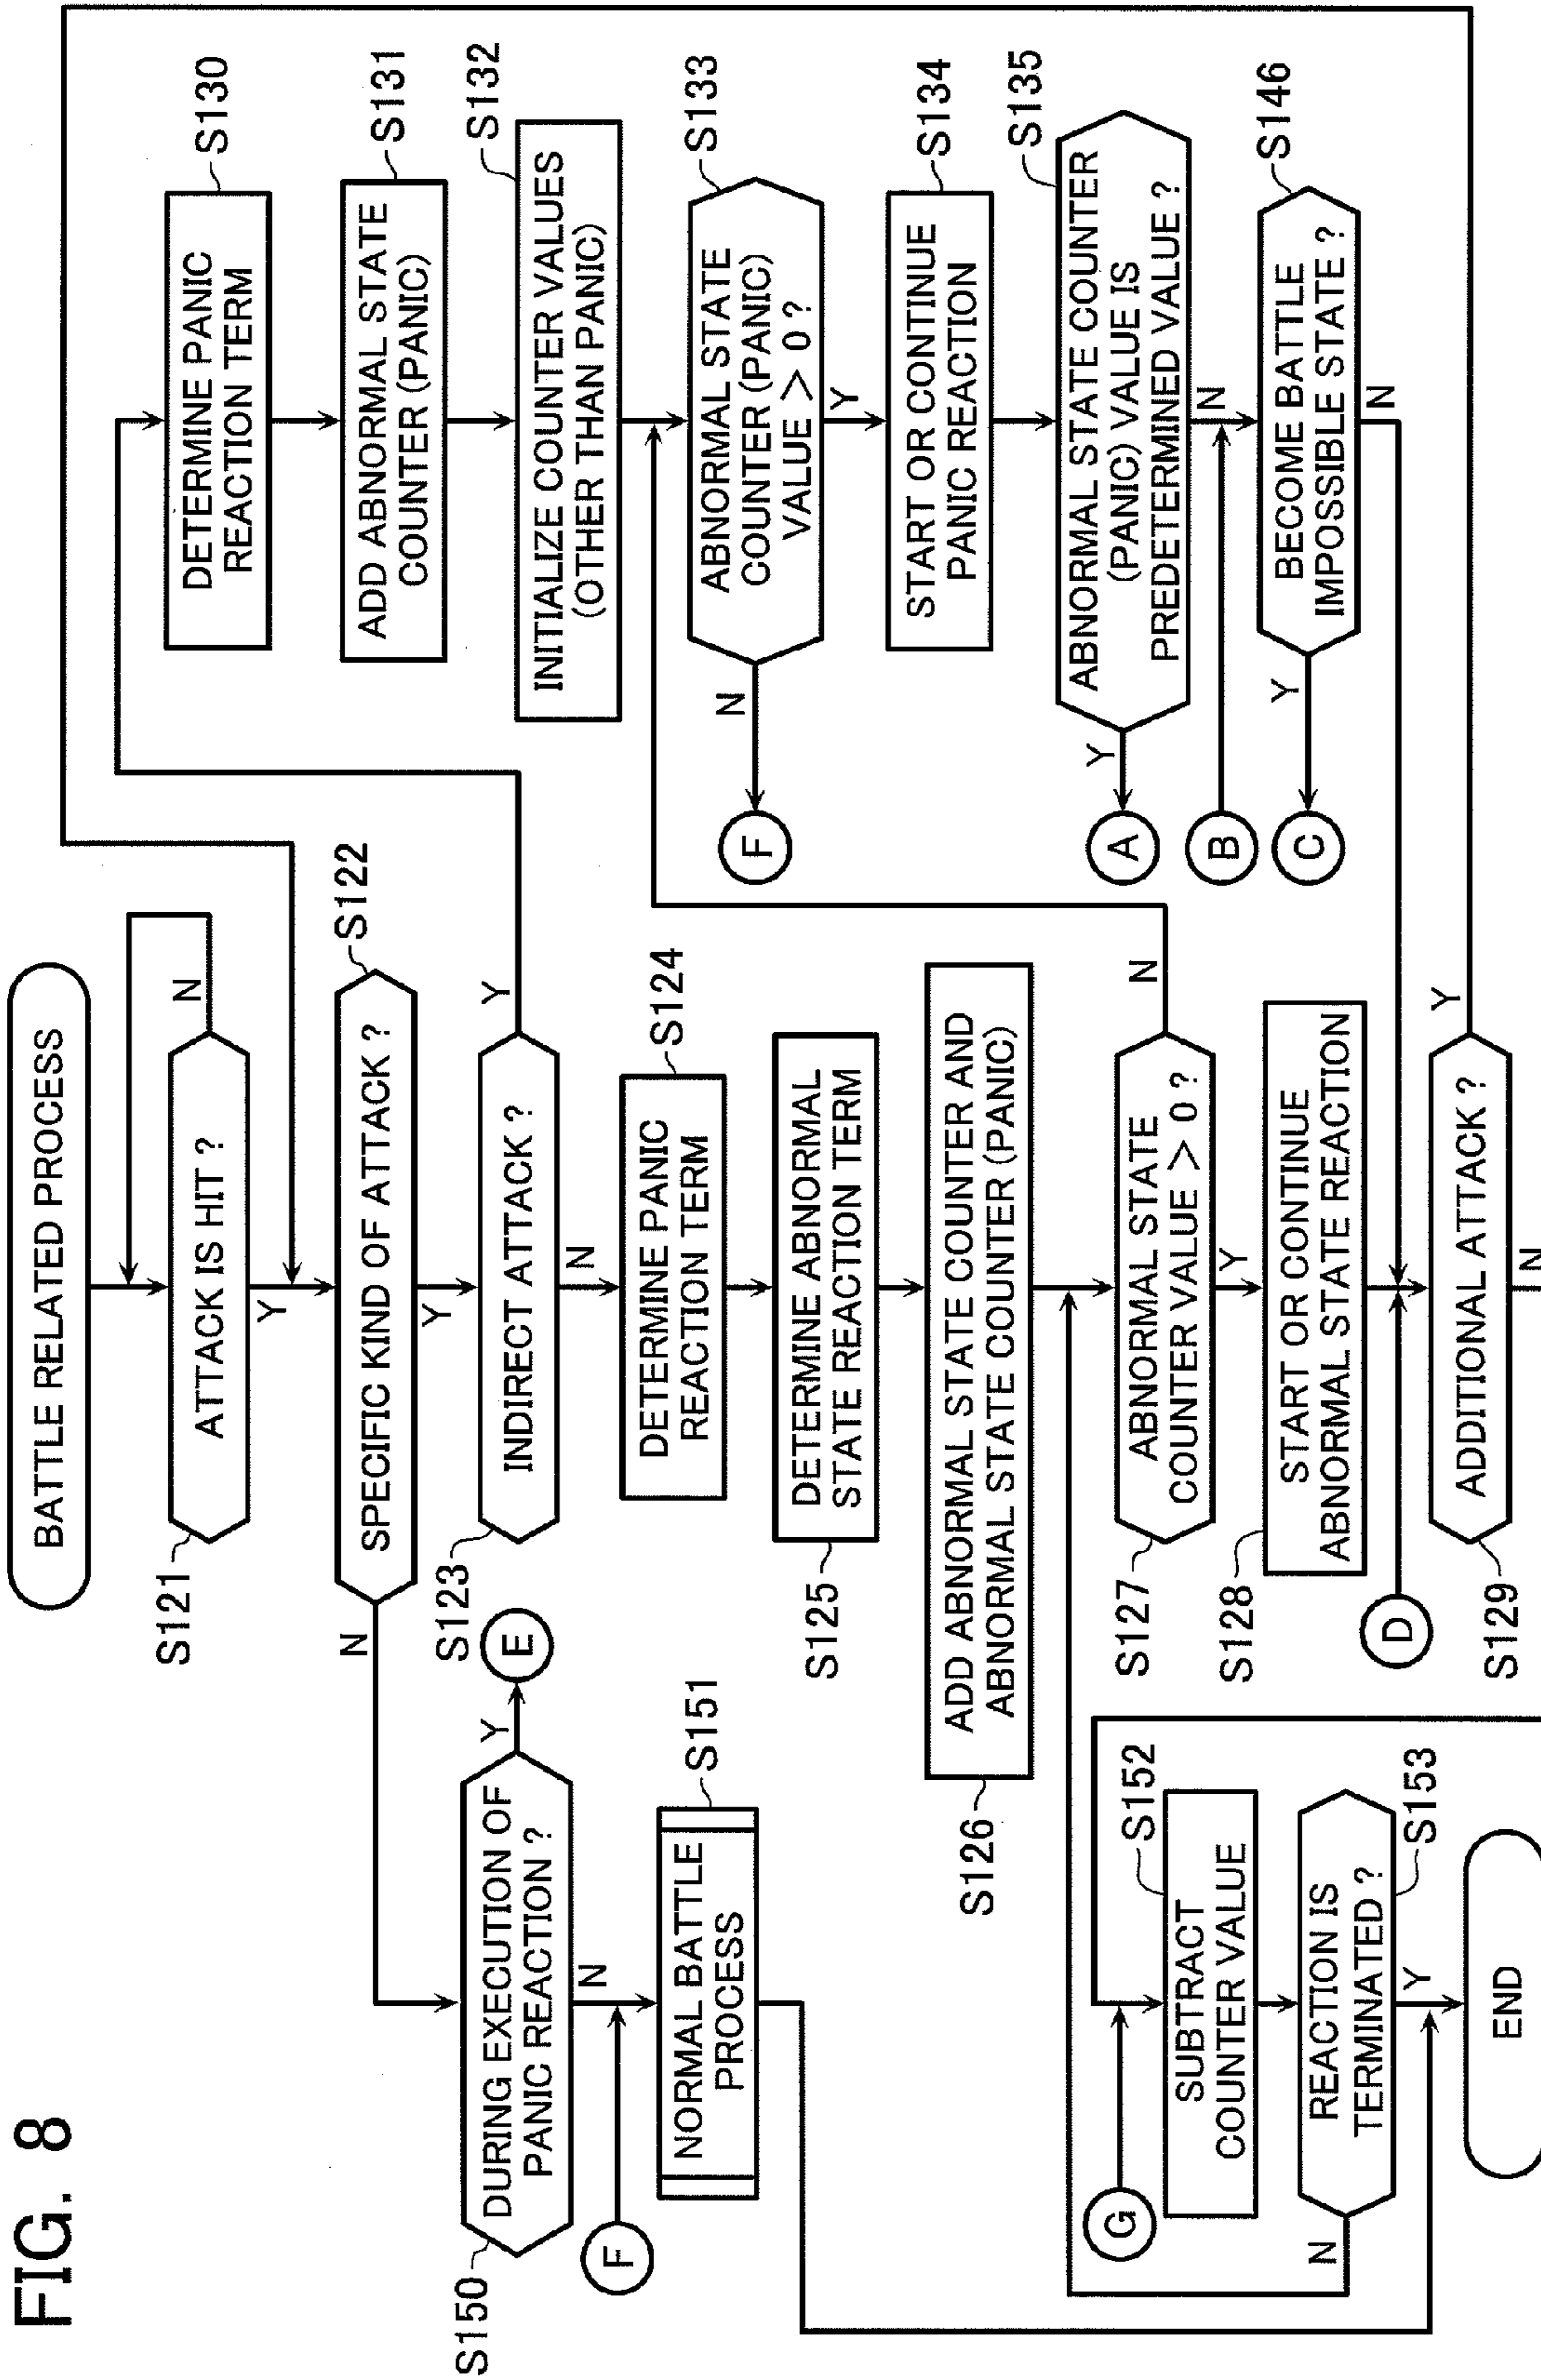 FIG. 8
BATTLE RELATED PROCESS
S121
ATTACK IS HIT ?
N
Y
SPECIFIC KIND OF ATTACK ?
S122
N
Y
S123
INDIRECT ATTACK ?
Y
N
DETERMINE PANIC
REACTION TERM
S124
DETERMINE ABNORMAL
STATE REACTION TERM
S125
ADD ABNORMAL STATE COUNTER AND
ABNORMAL STATE COUNTER (PANIC)
S126
ABNORMAL STATE
COUNTER VALUE > 0 ?
S127
N
Y
START OR CONTINUE
ABNORMAL STATE REACTION
S128
D
ADDITIONAL ATTACK ?
S129
Y
N
DETERMINE PANIC
REACTION TERM
S130
ADD ABNORMAL STATE
COUNTER (PANIC)
S131
INITIALIZE COUNTER VALUES
(OTHER THAN PANIC)
S132
ABNORMAL STATE
COUNTER (PANIC)
VALUE > 0 ?
S133
N
F
Y
START OR CONTINUE
PANIC REACTION
S134
ABNORMAL STATE COUNTER
(PANIC) VALUE IS
PREDETERMINED VALUE ?
S135
Y
A
N
B
BECOME BATTLE
IMPOSSIBLE STATE ?
S146
Y
C
N
DURING EXECUTION OF
PANIC REACTION ?
S150
Y
E
N
F
NORMAL BATTLE
PROCESS
S151
G
SUBTRACT
COUNTER VALUE
S152
REACTION IS
TERMINATED ?
S153
N
Y
END